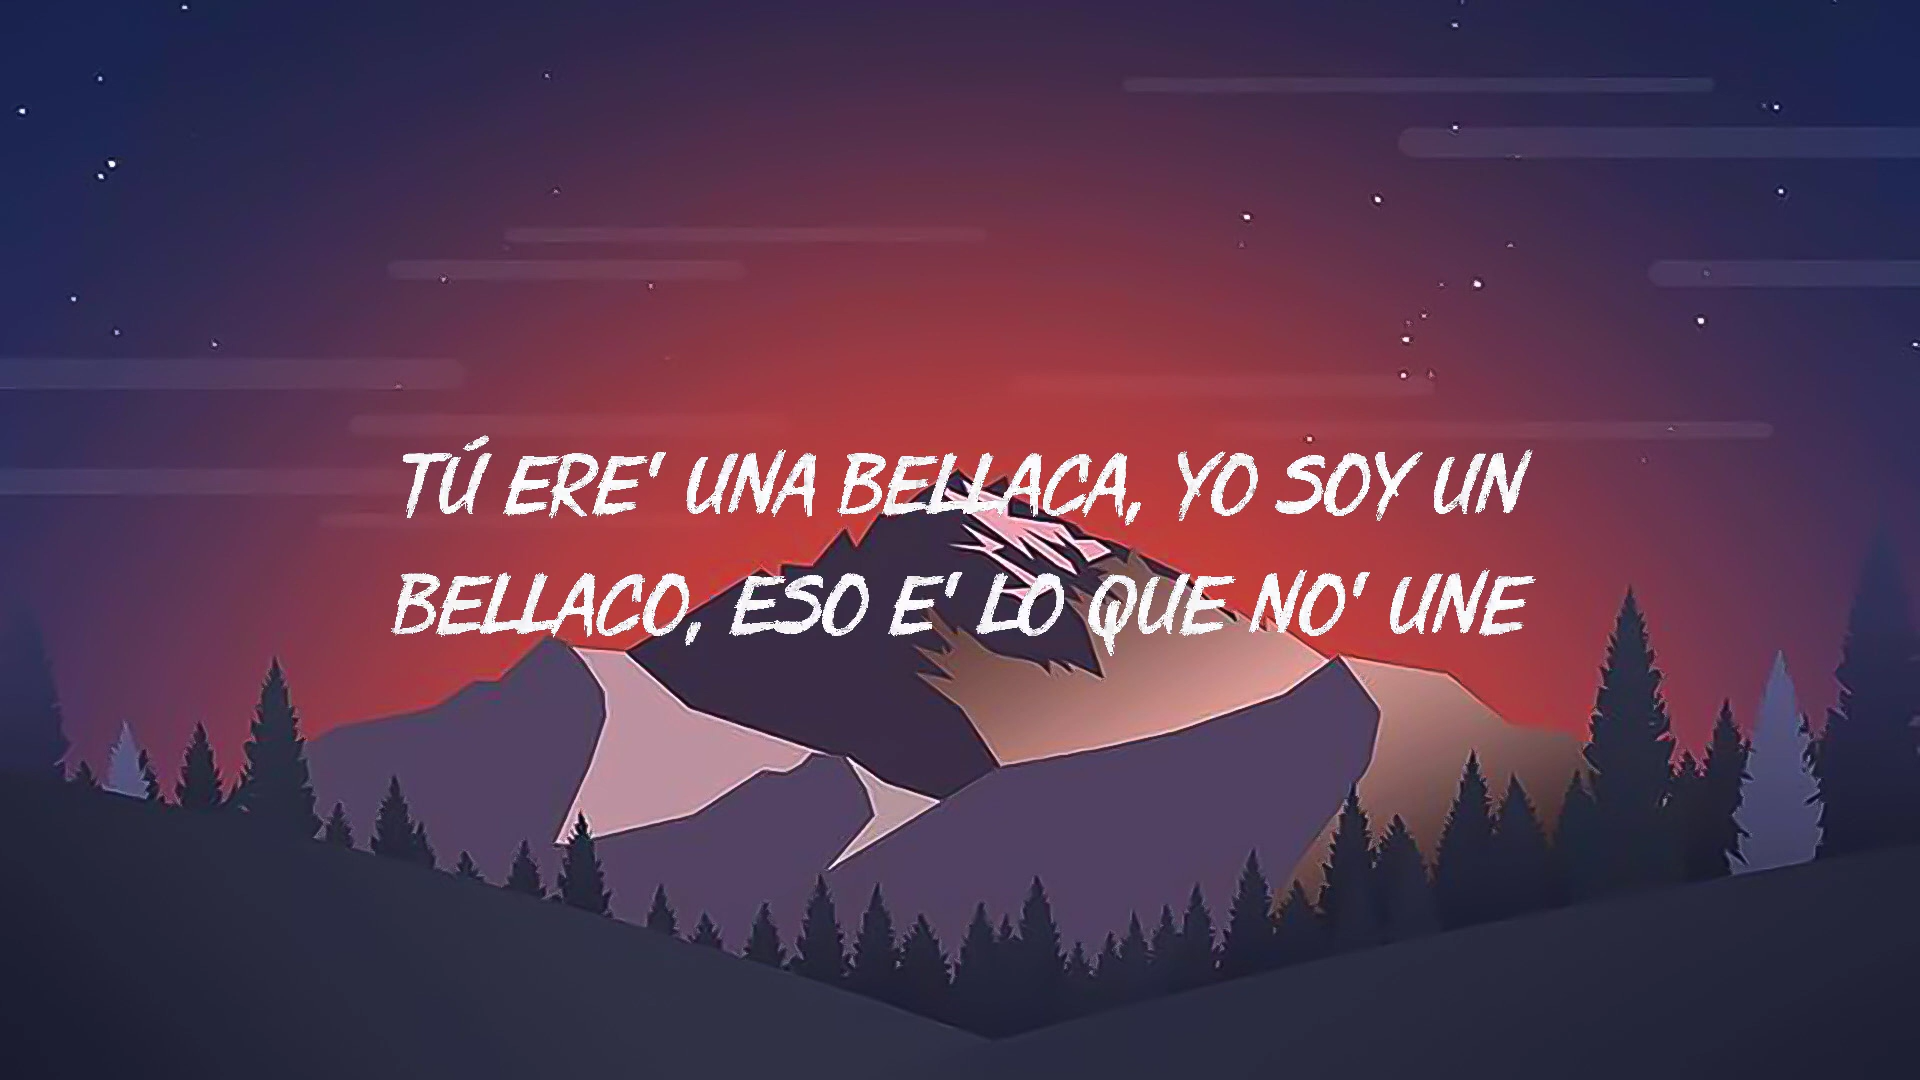 TÚ ERE' UNA BELLACA, YO SOY UN
BELLACO, ESO E' LO QUE NO' UNE